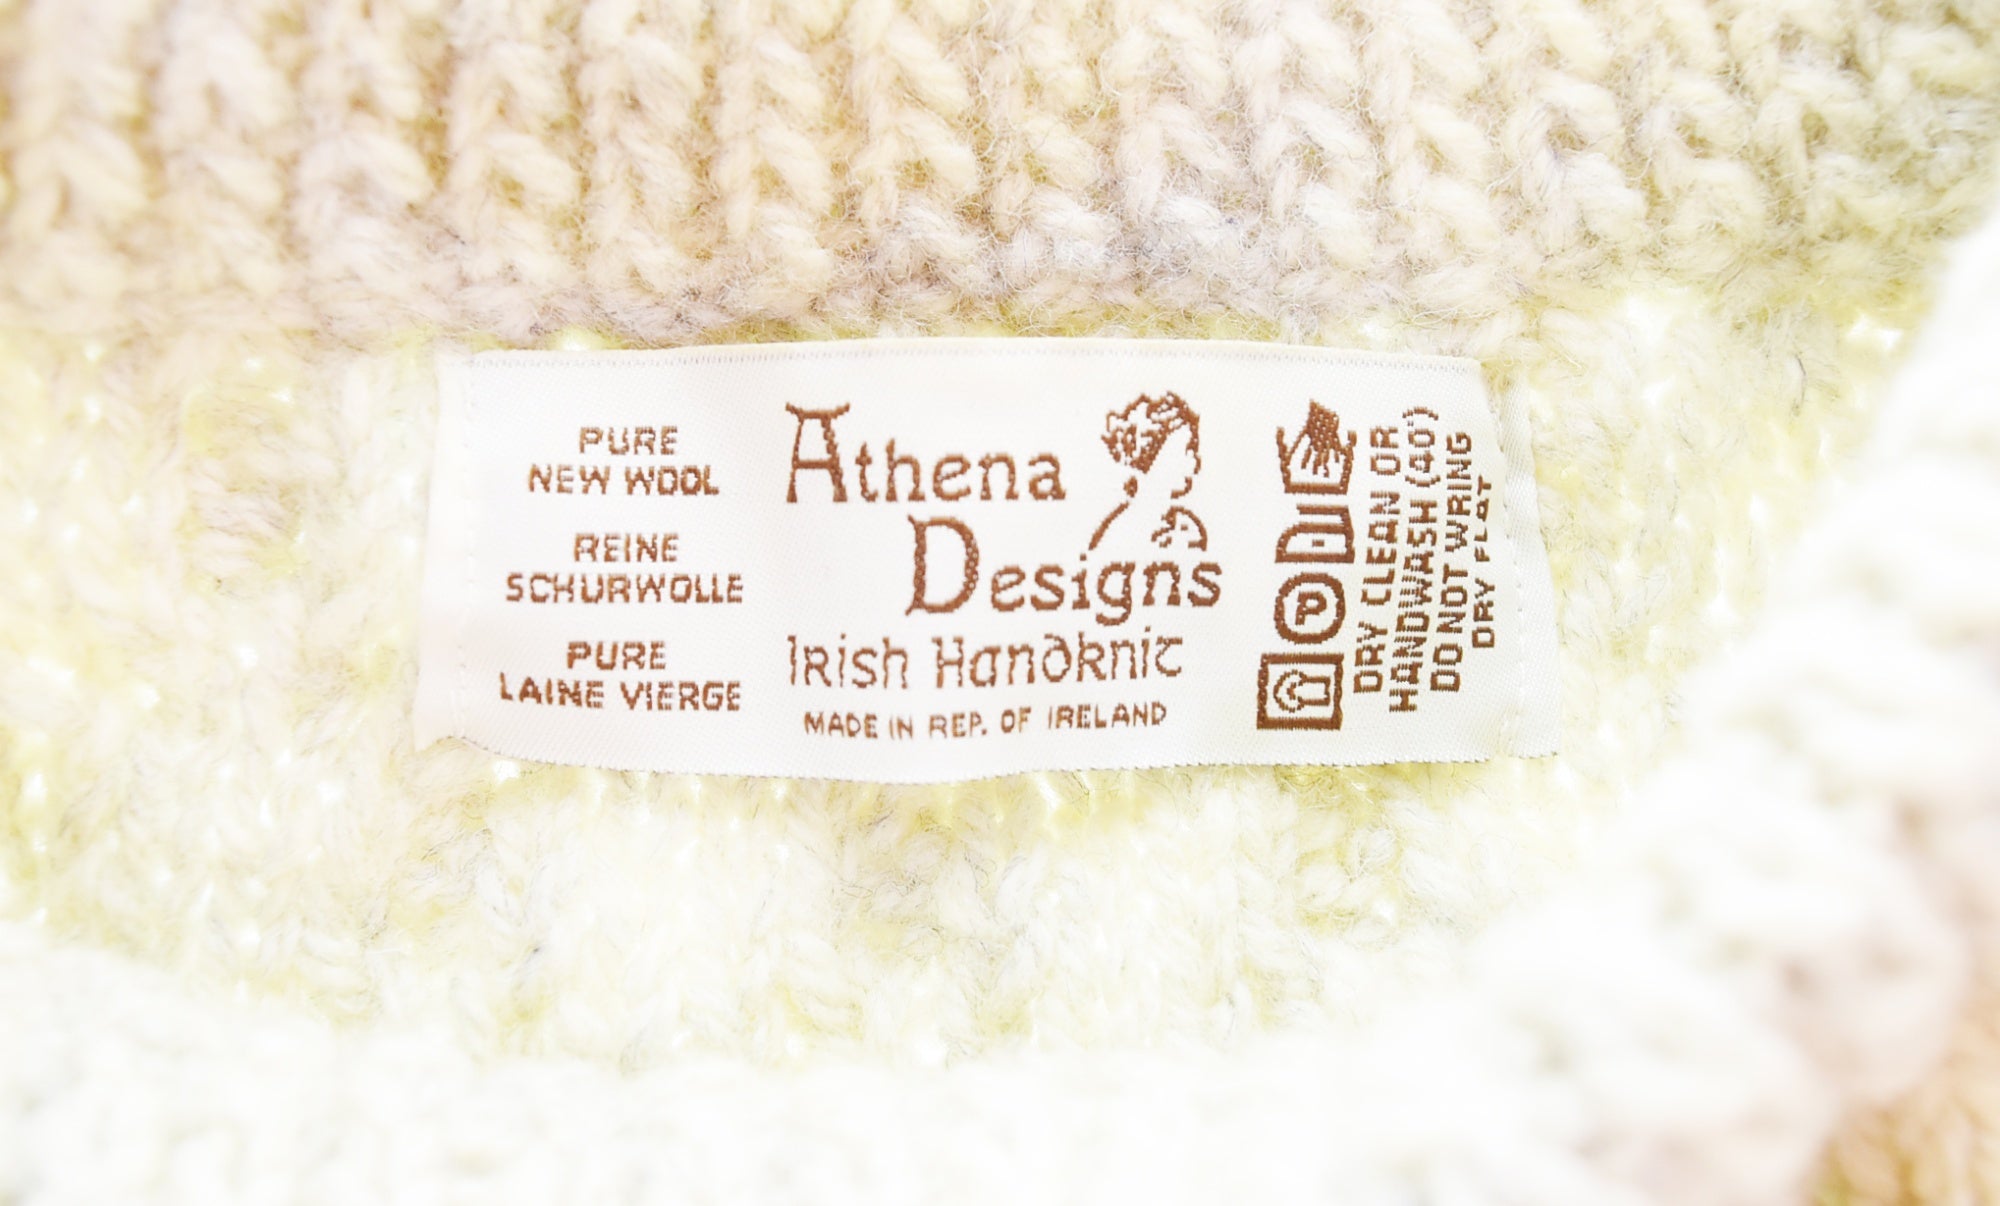 PURE
NEW WOOL
REINE
SCHURWOLLE
PURE
LAINE VIERGE
Athena
Designs
Irish Handknit
MADE IN REP. OF IRELAND
P
DRY CLEAN OR
HANDWASH (40°)
DO NOT WRING
DRY FLAT